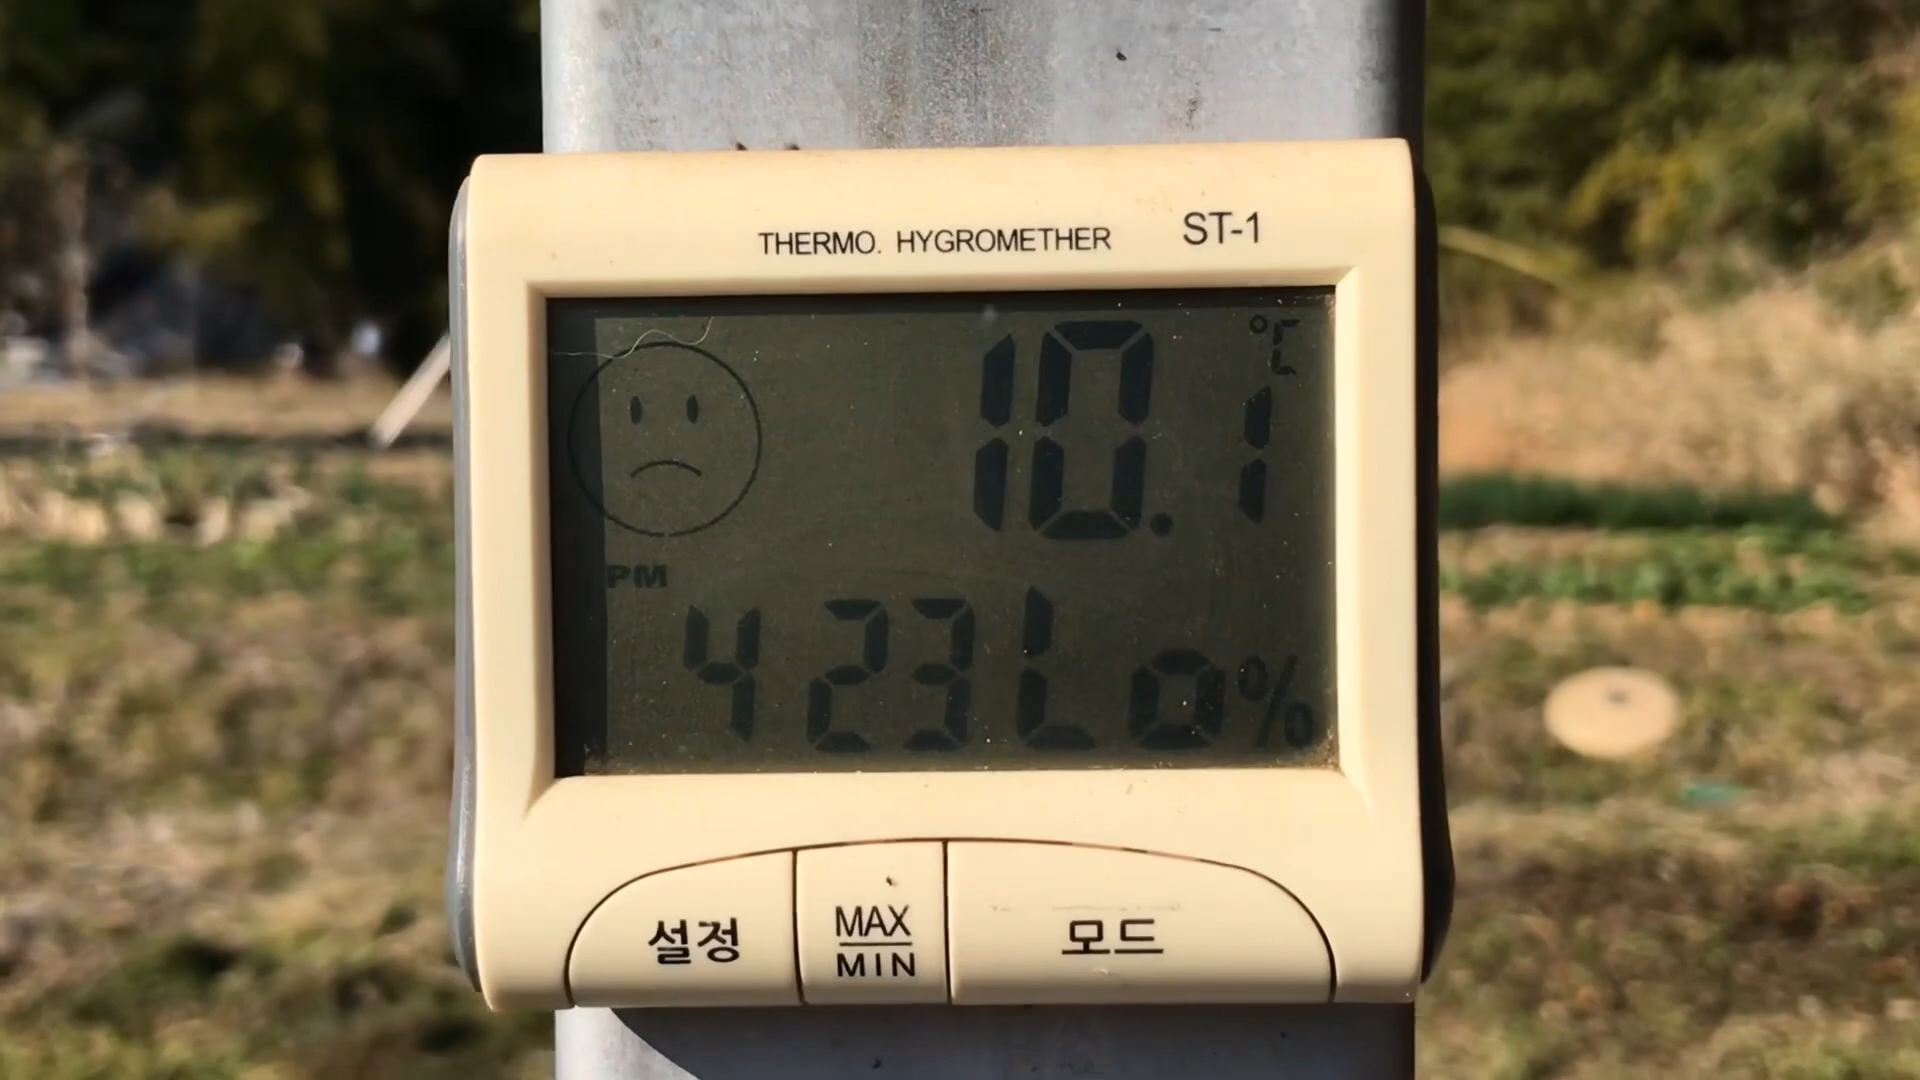 THERMO. HYGROMETHER ST-1
10.1 °C
PM
4 23 Lo %
설정 MAX MIN 모드